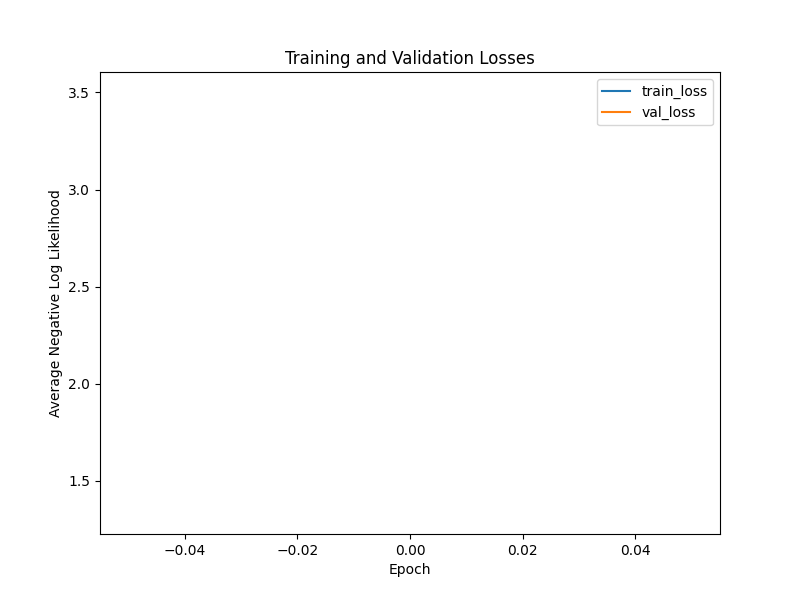 Training and Validation Losses
train_loss
val_loss
3.5
3.0
2.5
2.0
1.5
Average Negative Log Likelihood
−0.04
−0.02
0.00
0.02
0.04
Epoch